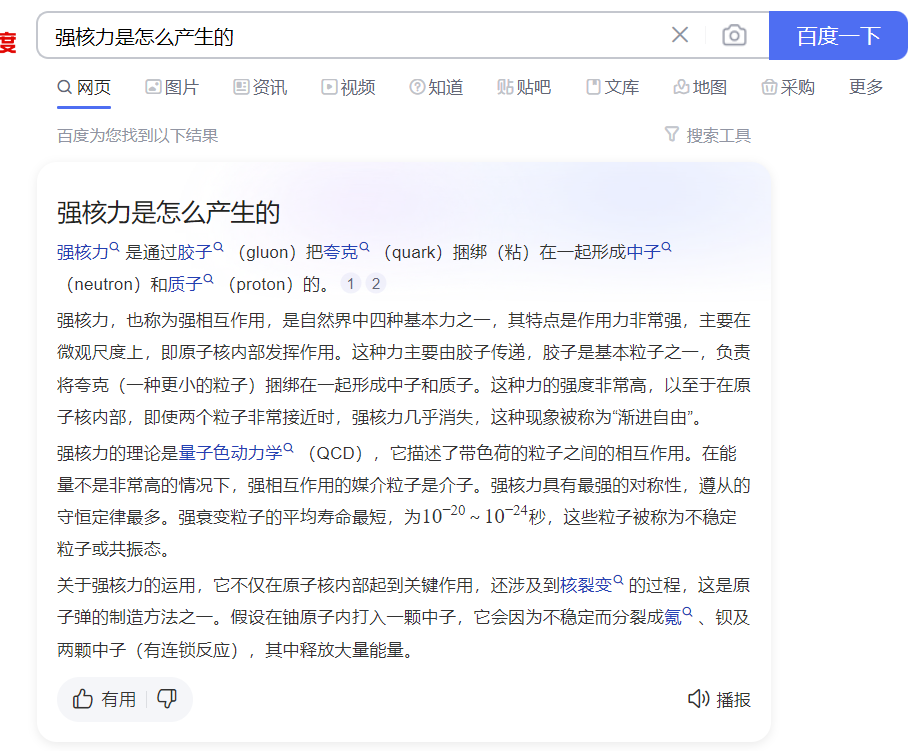 度
强核力是怎么产生的
百度一下
网页 图片 资讯 视频 知道 贴吧 文库 地图 采购 更多
百度为您找到以下结果 搜索工具
强核力是怎么产生的
强核力 是通过胶子 （gluon）把夸克 （quark）捆绑（粘）在一起形成中子
（neutron）和质子 （proton）的。 1 2
强核力，也称为强相互作用，是自然界中四种基本力之一，其特点是作用力非常强，主要在
微观尺度上，即原子核内部发挥作用。这种力主要由胶子传递，胶子是基本粒子之一，负责
将夸克（一种更小的粒子）捆绑在一起形成中子和质子。这种力的强度非常高，以至于在原
子核内部，即使两个粒子非常接近时，强核力几乎消失，这种现象被称为“渐进自由”。
强核力的理论是量子色动力学 （QCD），它描述了带色荷的粒子之间的相互作用。在能
量不是非常高的情况下，强相互作用的媒介粒子是介子。强核力具有最强的对称性，遵从的
守恒定律最多。强衰变粒子的平均寿命最短，为10⁻²⁰ ~ 10⁻²⁴秒，这些粒子被称为不稳定
粒子或共振态。
关于强核力的运用，它不仅在原子核内部起到关键作用，还涉及到核裂变 的过程，这是原
子弹的制造方法之一。假设在铀原子内打入一颗中子，它会因为不稳定而分裂成氪 、钡及
两颗中子（有连锁反应），其中释放大量能量。
有用 播报